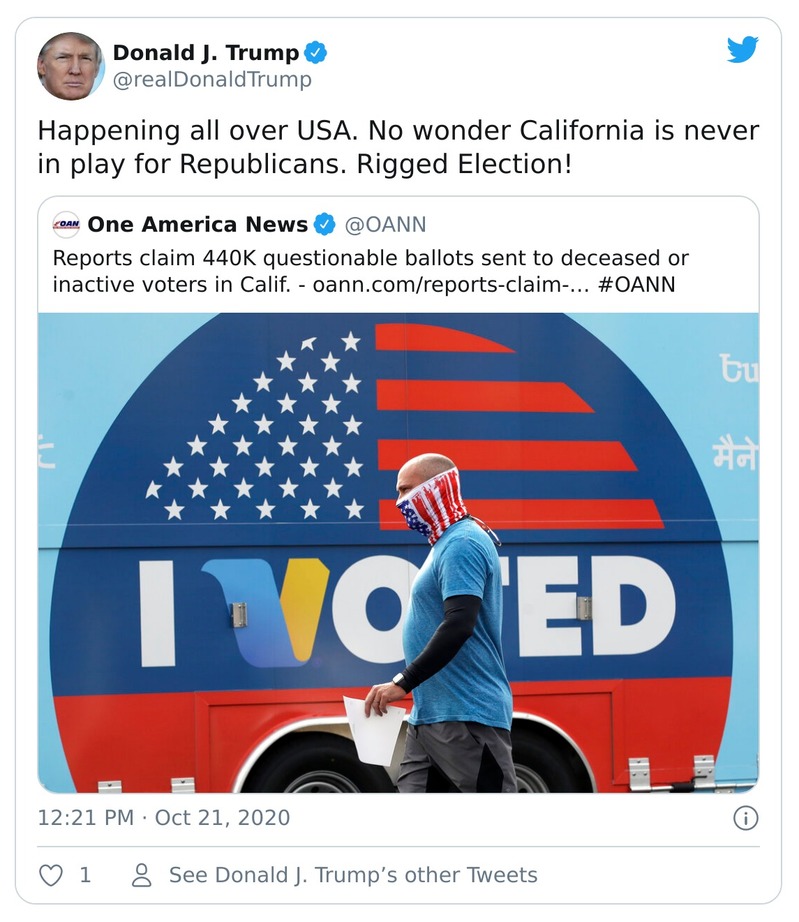 Donald J. Trump
@realDonaldTrump
Happening all over USA. No wonder California is never
in play for Republicans. Rigged Election!
OAN
One America News @OANN
Reports claim 440K questionable ballots sent to deceased or
inactive voters in Calif. - oann.com/reports-claim-... #OANN
मैने
I VOTED
12:21 PM · Oct 21, 2020
1 See Donald J. Trump’s other Tweets